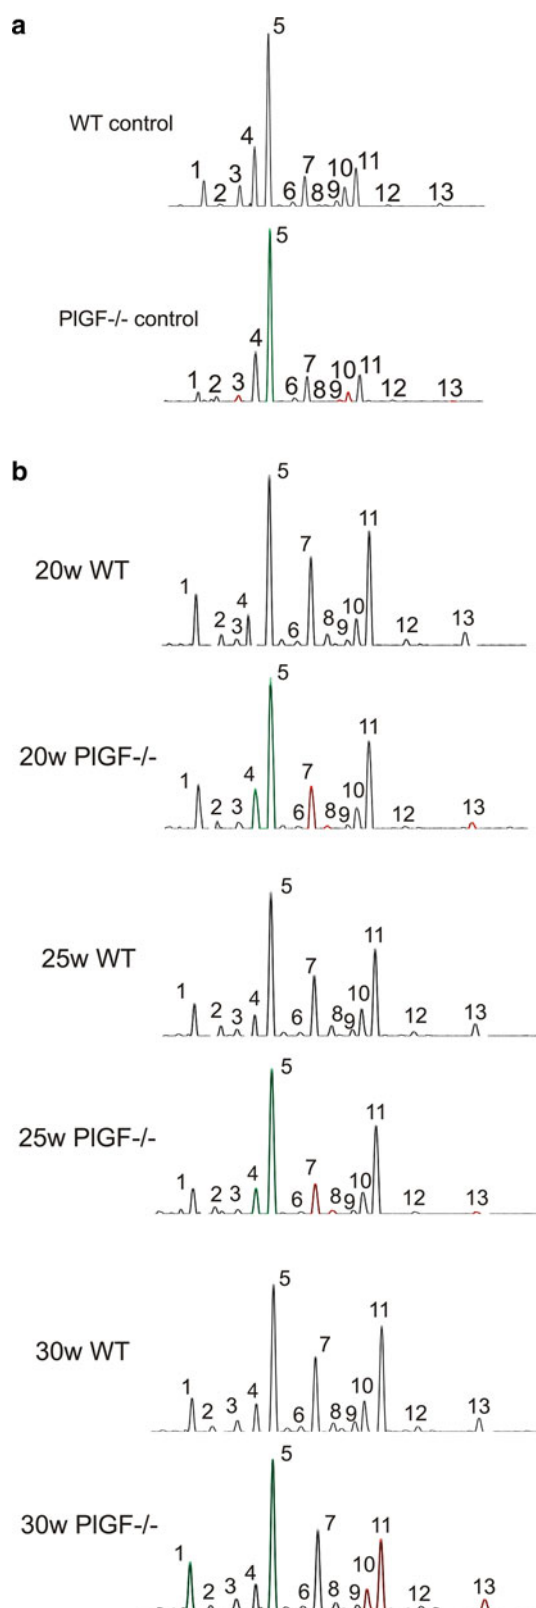 a
5
WT control
4
1 2 3 6 7 8 9 10 11 12 13
5
PlGF-/- control
4
1 2 3 6 7 8 9 10 11 12 13
b
5
20w WT
1 2 3 4 6 7 8 9 10 11 12 13
5
20w PlGF-/-
1 2 3 4 6 7 8 9 10 11 12 13
5
25w WT
1 2 3 4 6 7 8 9 10 11 12 13
5
25w PlGF-/-
1 2 3 4 6 7 8 9 10 11 12 13
5
30w WT
1 2 3 4 6 7 8 9 10 11 12 13
5
30w PlGF-/-
1 2 3 4 6 7 8 9 10 11 12 13